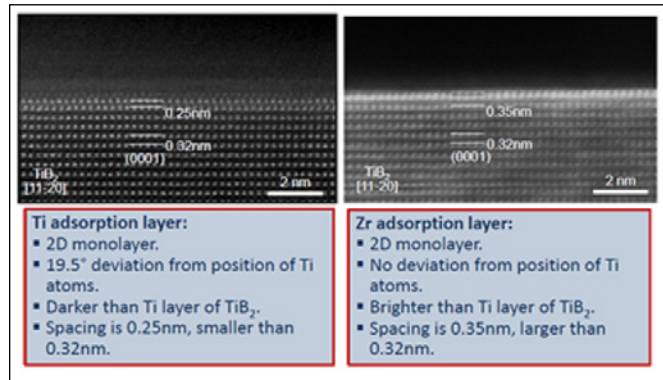 0.25nm
0.32nm
(0001)
TiB₂
[11-20]
2 nm
0.35nm
0.32nm
(0001)
TiB₂
[11-20]
2 nm
Ti adsorption layer:
▪ 2D monolayer.
▪ 19.5° deviation from position of Ti
atoms.
▪ Darker than Ti layer of TiB₂.
▪ Spacing is 0.25nm, smaller than
0.32nm.
Zr adsorption layer:
▪ 2D monolayer.
▪ No deviation from position of Ti
atoms.
▪ Brighter than Ti layer of TiB₂.
▪ Spacing is 0.35nm, larger than
0.32nm.